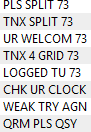 PLS SPLIT 73
TNX SPLIT 73
UR WELCOM 73
TNX 4 GRID 73
LOGGED TU 73
CHK UR CLOCK
WEAK TRY AGN
QRM PLS QSY